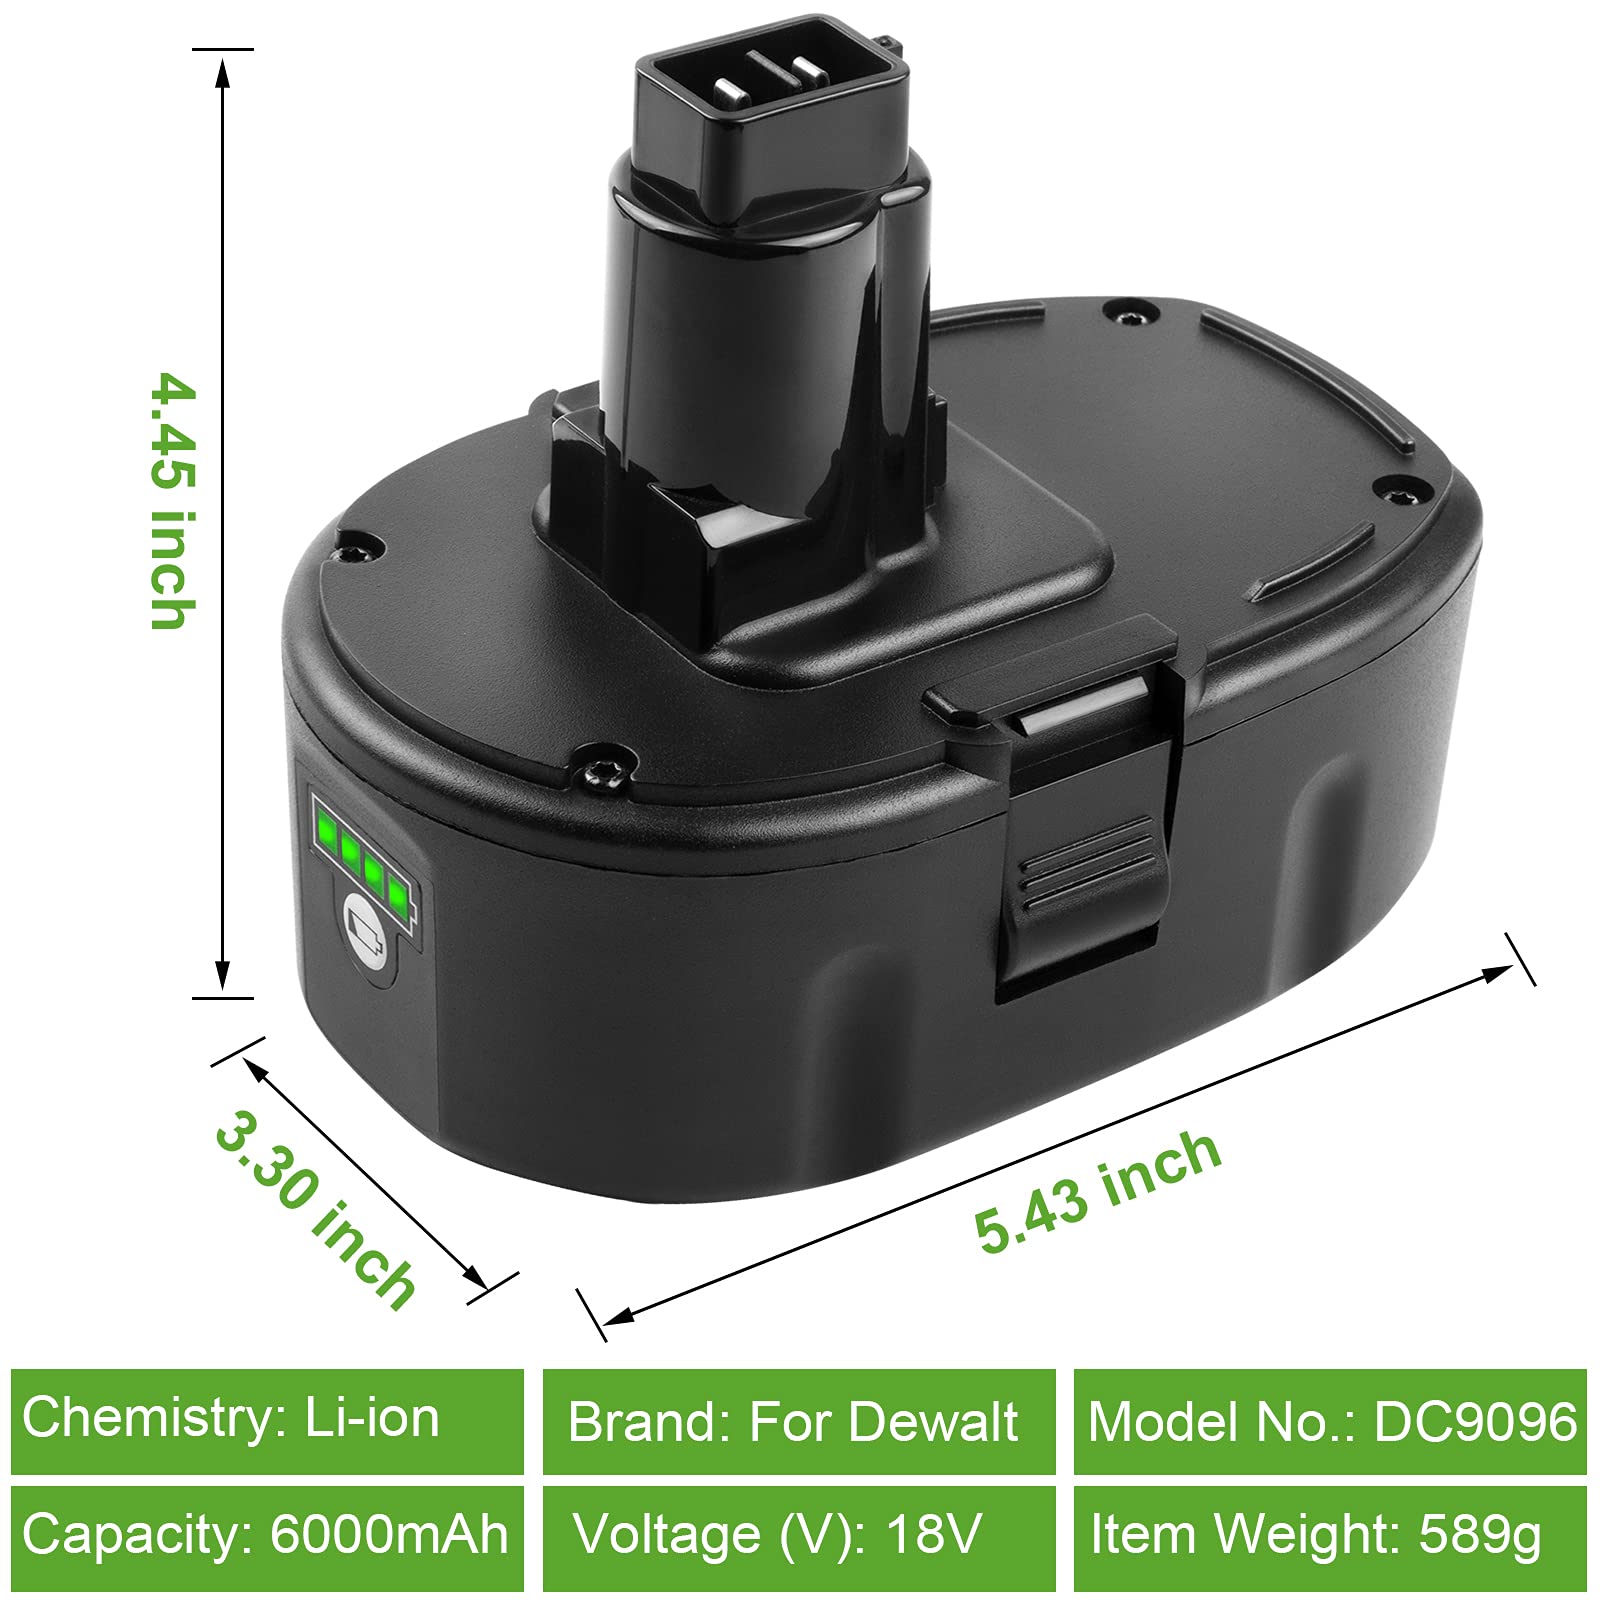 4.45 inch
3.30 inch
5.43 inch
Chemistry: Li-ion
Brand: For Dewalt
Model No.: DC9096
Capacity: 6000mAh
Voltage (V): 18V
Item Weight: 589g